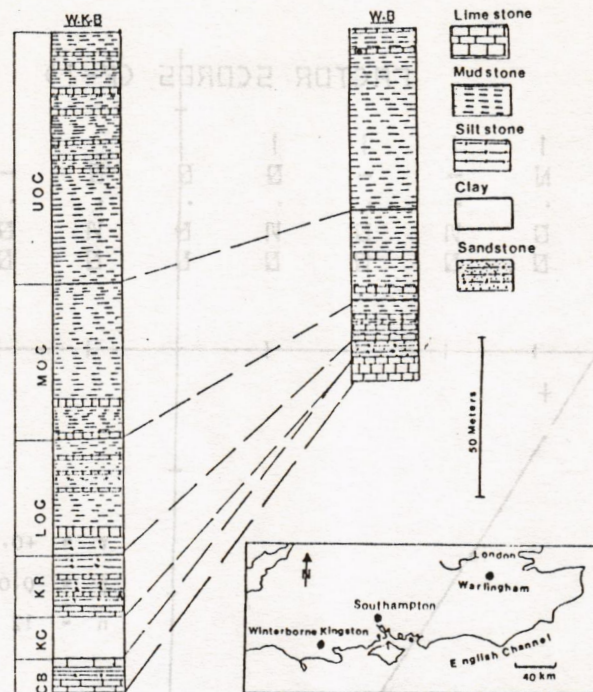 W-K-B
W-B
Lime stone
Mud stone
Silt stone
Clay
Sandstone
UOC
MOC
LOC
KR
KC
CB
50 Meters
N
London
Warlingham
Southampton
Winterborne Kingston
English Channel
40 km